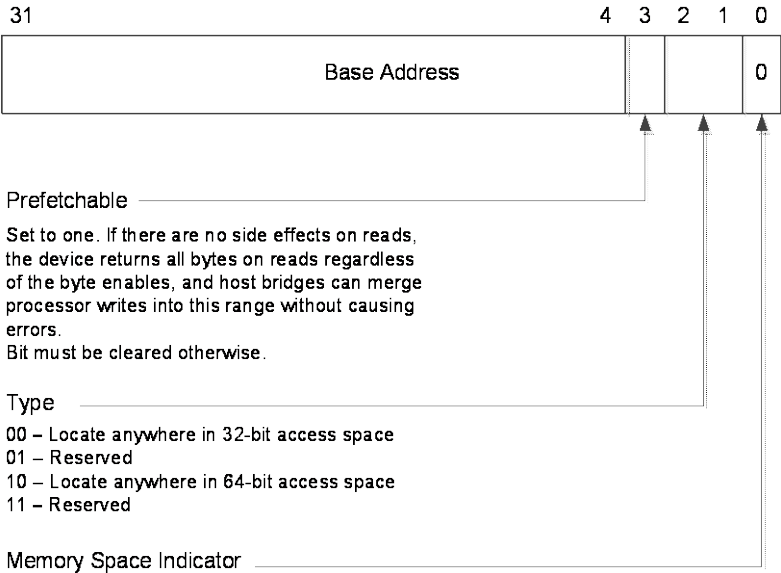 31 4 3 2 1 0
Base Address 0
Prefetchable
Set to one. If there are no side effects on reads,
the device returns all bytes on reads regardless
of the byte enables, and host bridges can merge
processor writes into this range without causing
errors.
Bit must be cleared otherwise.
Type
00 – Locate anywhere in 32-bit access space
01 – Reserved
10 – Locate anywhere in 64-bit access space
11 – Reserved
Memory Space Indicator